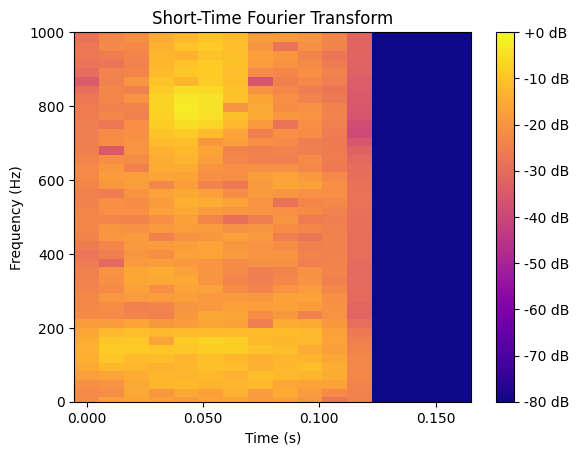 Short-Time Fourier Transform
Frequency (Hz)
1000
800
600
400
200
0
0.000
0.050
0.100
0.150
Time (s)
+0 dB
-10 dB
-20 dB
-30 dB
-40 dB
-50 dB
-60 dB
-70 dB
-80 dB